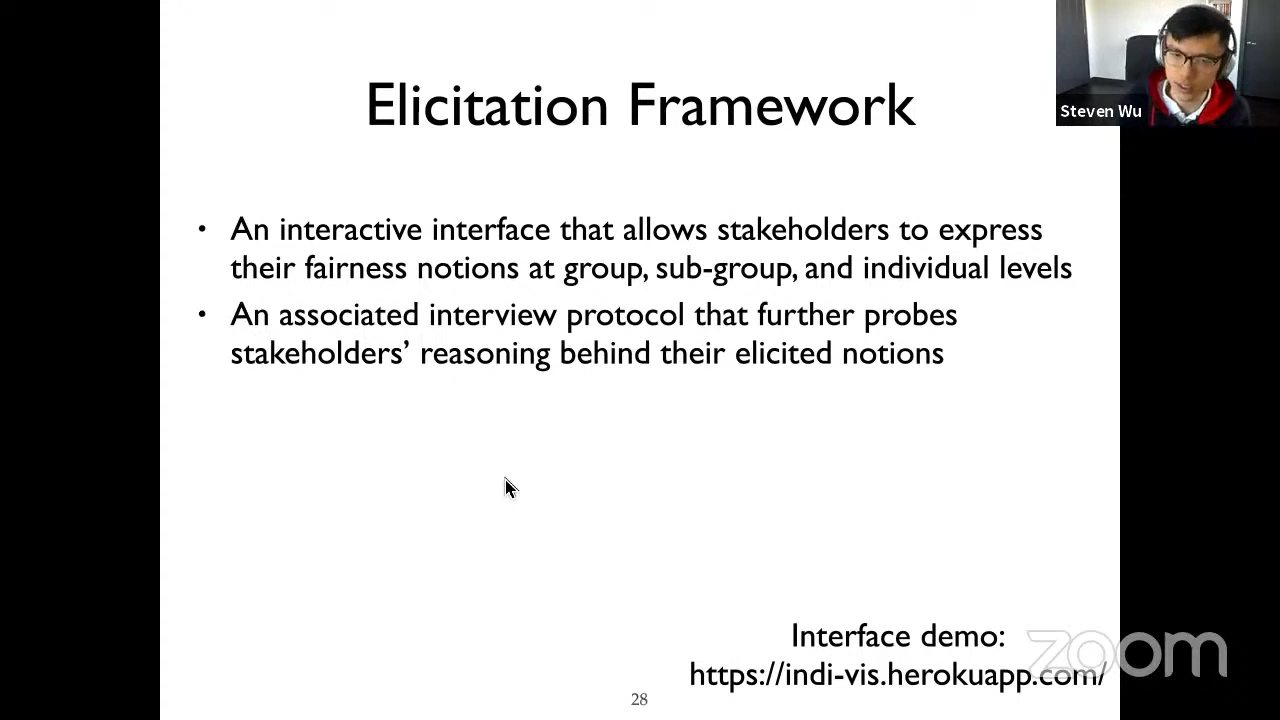 Elicitation Framework
Steven Wu
• An interactive interface that allows stakeholders to express
their fairness notions at group, sub-group, and individual levels
• An associated interview protocol that further probes
stakeholders’ reasoning behind their elicited notions
Interface demo:
https://indi-vis.herokuapp.com/
zoom
28